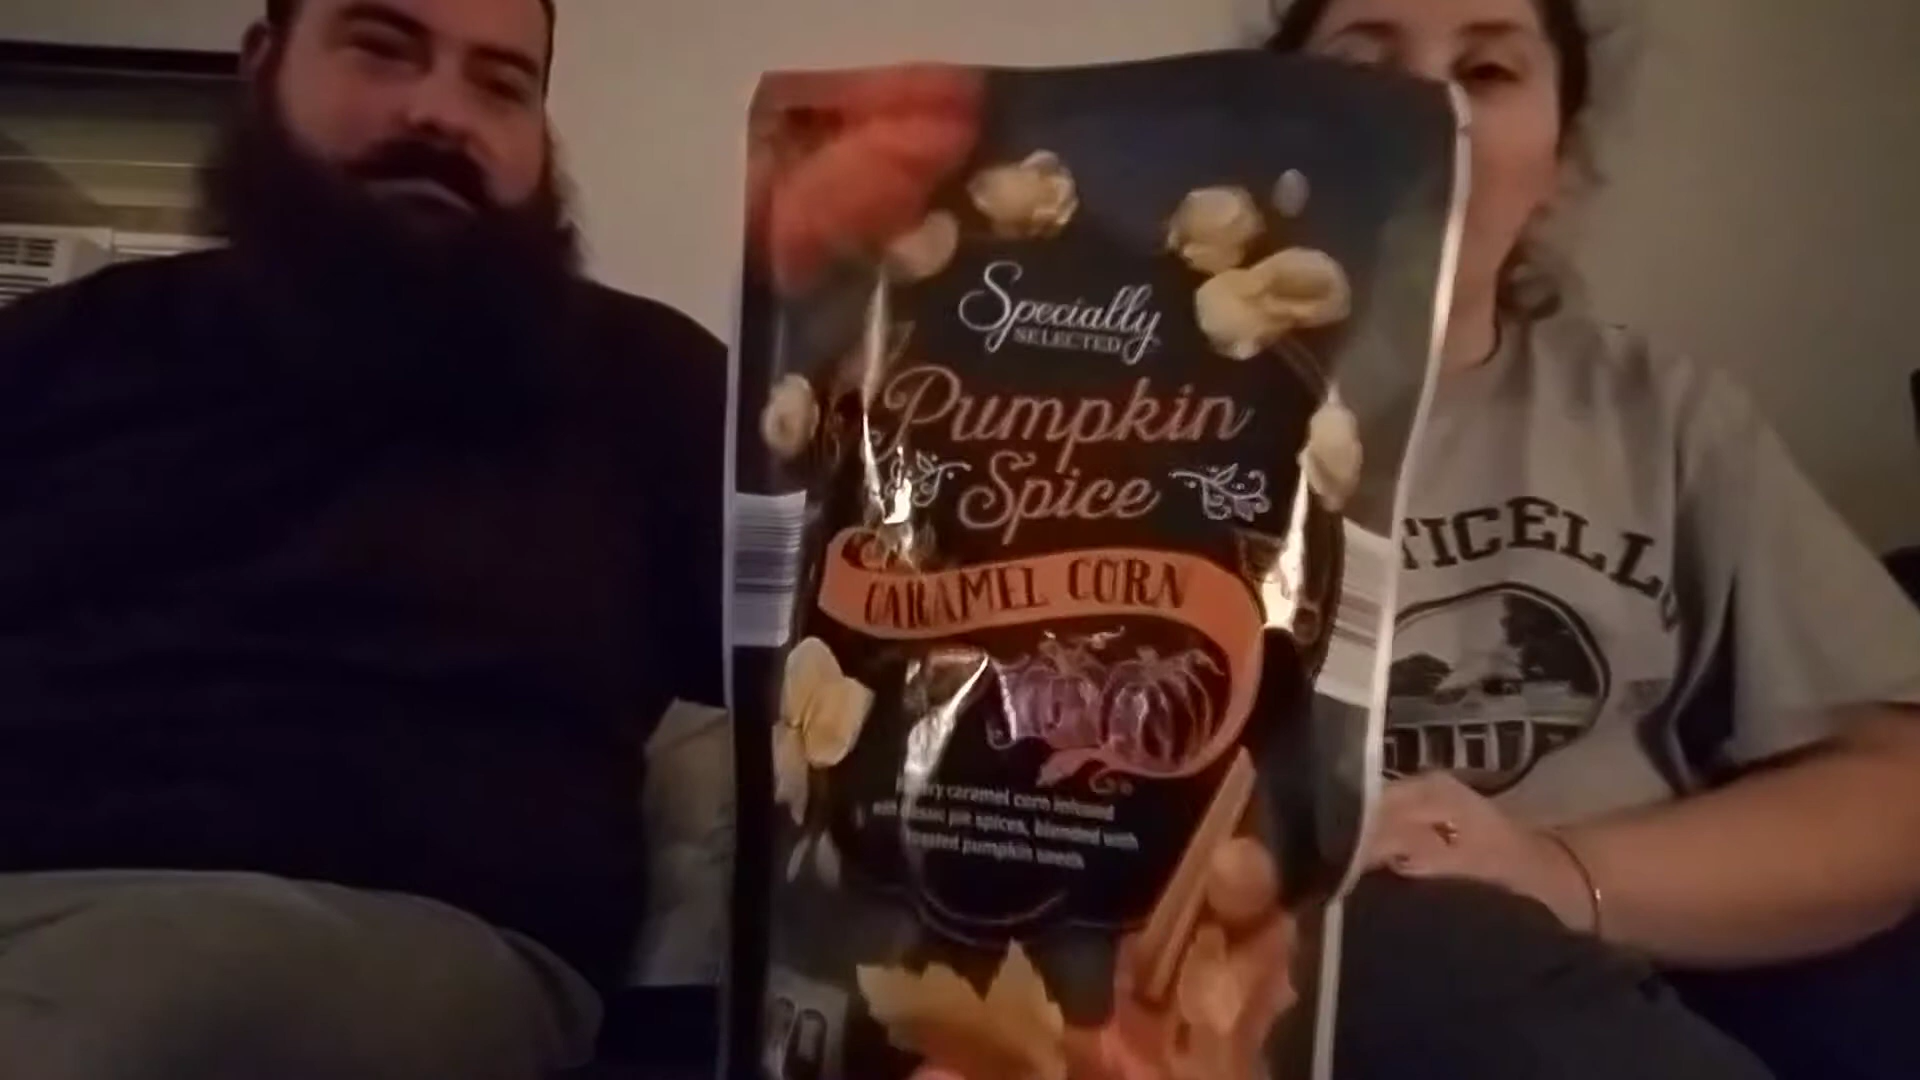 Specially
SELECTED
Pumpkin
Spice
CARAMEL CORN
caramel corn infused
pie spices, blended with
pumpkin seeds
TICELL